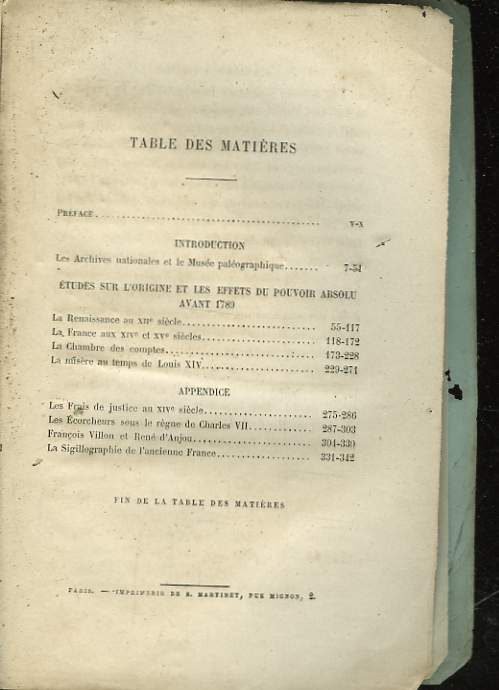 TABLE DES MATIÈRES
PRÉFACE ........ V-X
INTRODUCTION
Les Archives nationales et le Musée paléographique....... 7-54
ÉTUDES SUR L'ORIGINE ET LES EFFETS DU POUVOIR ABSOLU
AVANT 1789
La Renaissance au XIIe siècle........ 55-117
La France aux XIVe et XVe siècles........ 118-172
La Chambre des comptes........ 173-228
La misère au temps de Louis XIV........ 229-271
APPENDICE
Les Frais de justice au XIVe siècle........ 275-286
Les Écorcheurs sous le règne de Charles VII........ 287-303
François Villon et René d'Anjou........ 304-330
La Sigillographie de l'ancienne France........ 331-342
FIN DE LA TABLE DES MATIÈRES
PARIS. — IMPRIMERIE DE E. MARTINET, RUE MIGNON, 2.